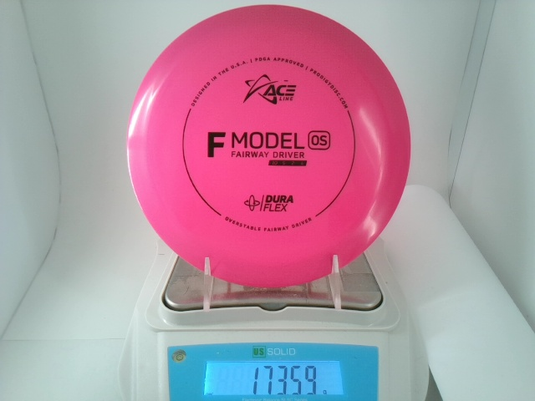 DESIGNED IN THE U.S.A. | PDGA APPROVED | PRODIGYDISC.COM
ACE
LINE
F MODEL OS
FAIRWAY DRIVER
DURA
FLEX
OVERSTABLE FAIRWAY DRIVER
US SOLID
173.59